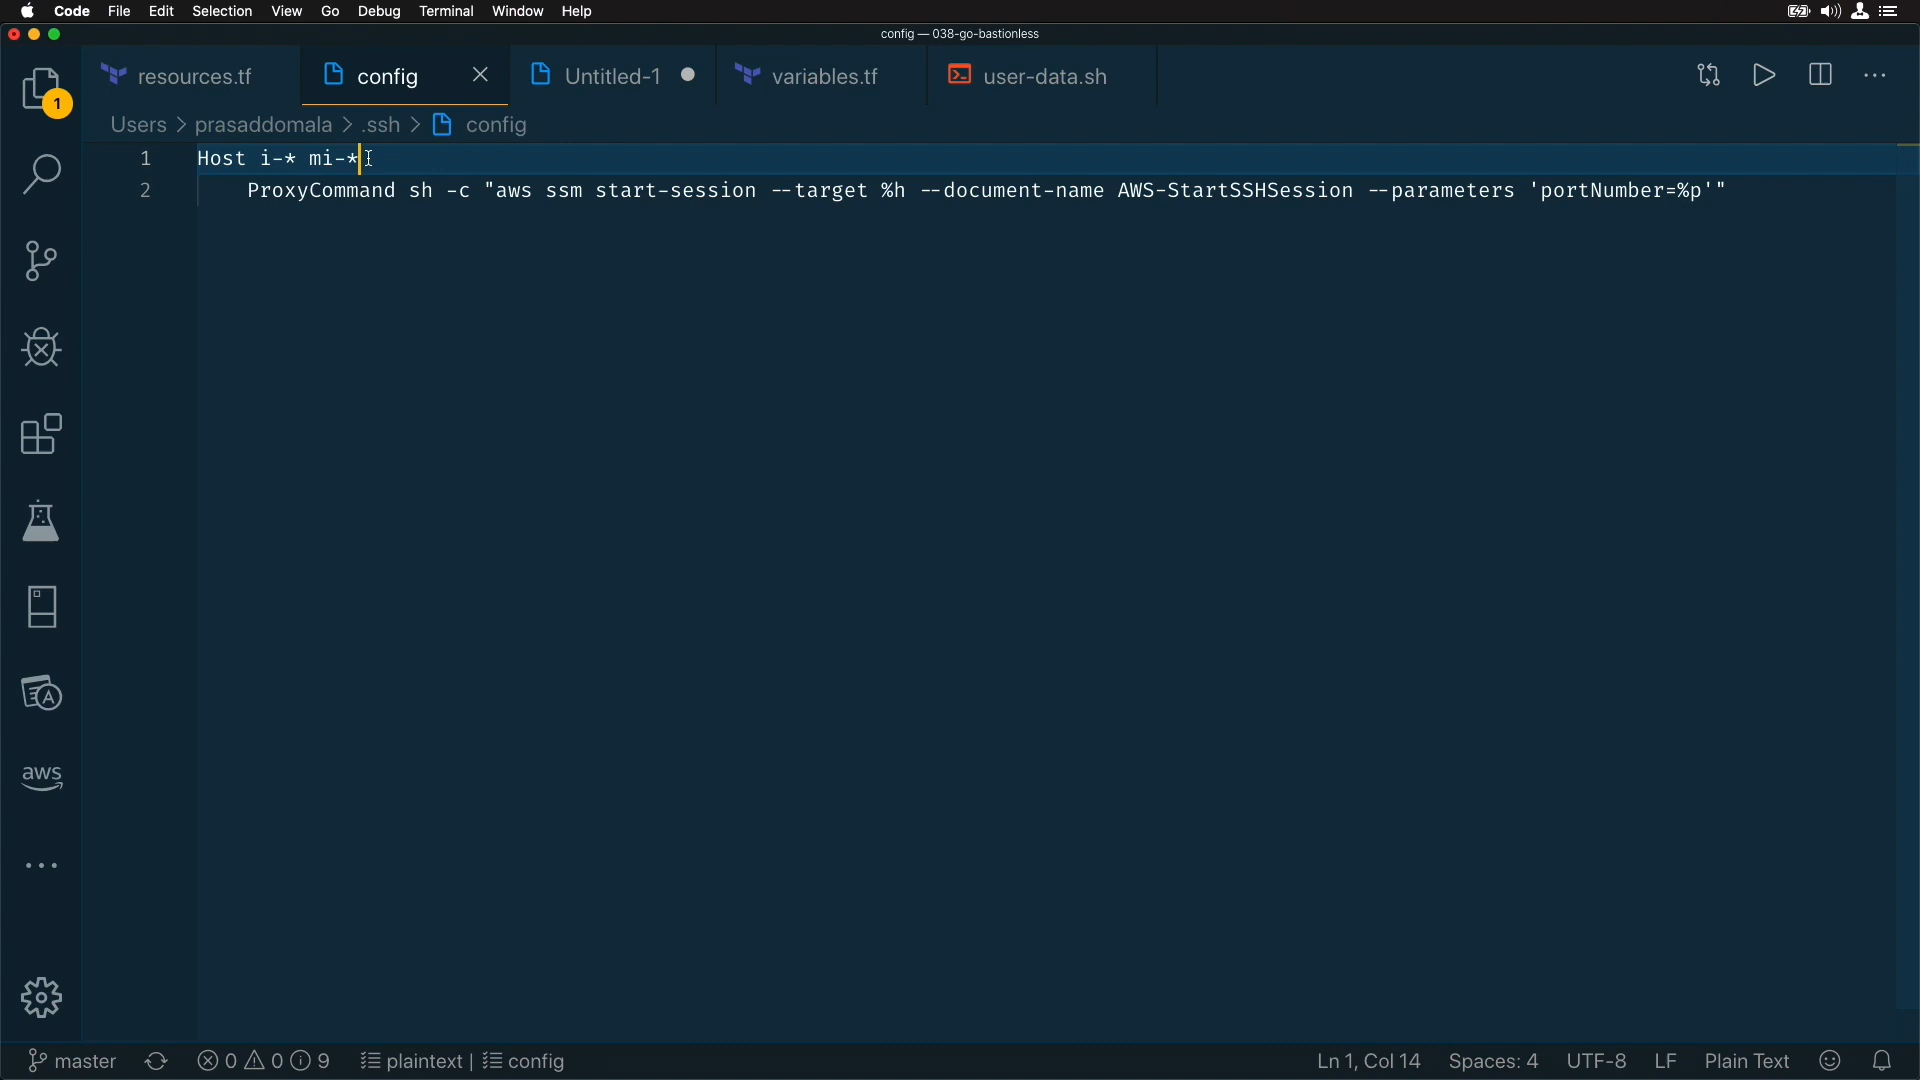 Code File Edit Selection View Go Debug Terminal Window Help
config — 038-go-bastionless
resources.tf config Untitled-1 variables.tf user-data.sh
1
Users > prasaddomala > .ssh > config
1 Host i-* mi-*
2 ProxyCommand sh -c "aws ssm start-session --target %h --document-name AWS-StartSSHSession --parameters 'portNumber=%p'"
aws
master 0 0 9 plaintext | config Ln 1, Col 14 Spaces: 4 UTF-8 LF Plain Text